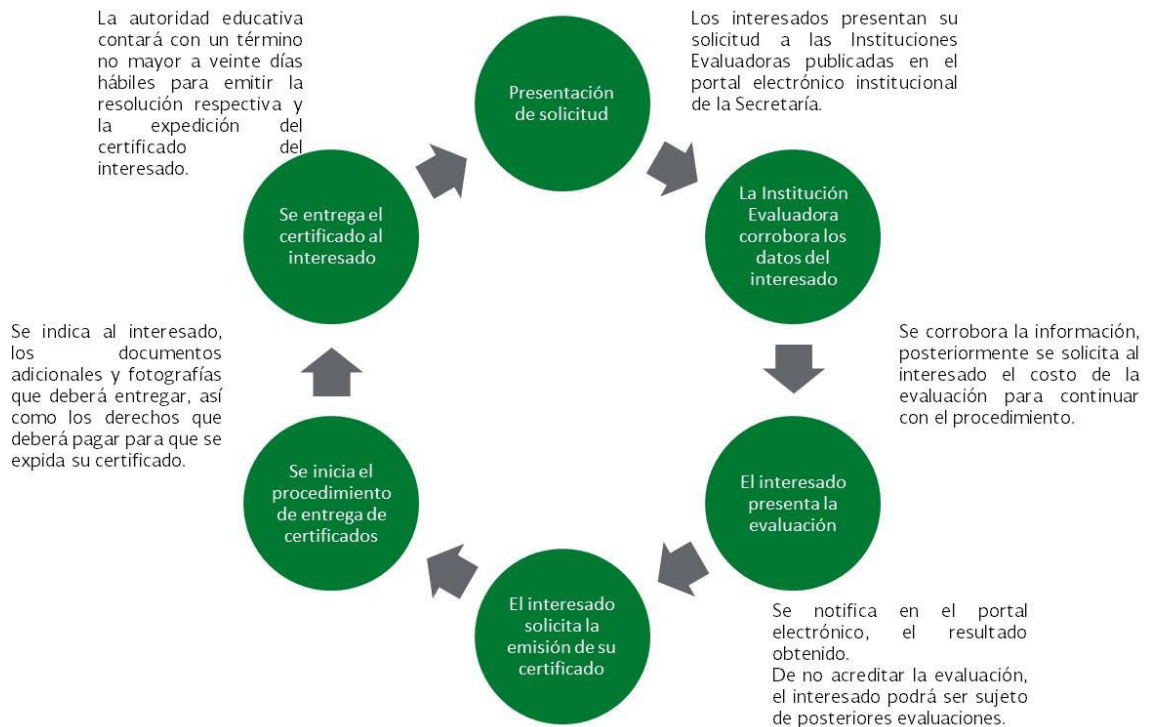 Presentación
de solicitud
Los interesados presentan su
solicitud a las Instituciones
Evaluadoras publicadas en el
portal electrónico institucional
de la Secretaría.
La Institución
Evaluadora
corrobora los
datos del
interesado
Se corrobora la información,
posteriormente se solicita al
interesado el costo de la
evaluación para continuar
con el procedimiento.
El interesado
presenta la
evaluación
Se notifica en el portal
electrónico, el resultado
obtenido.
De no acreditar la evaluación,
el interesado podrá ser sujeto
de posteriores evaluaciones.
El interesado
solicita la
emisión de su
certificado
Se inicia el
procedimiento
de entrega de
certificados
Se indica al interesado,
los documentos
adicionales y fotografías
que deberá entregar, así
como los derechos que
deberá pagar para que se
expida su certificado.
Se entrega el
certificado al
interesado
La autoridad educativa
contará con un término
no mayor a veinte días
hábiles para emitir la
resolución respectiva y
la expedición del
certificado del
interesado.